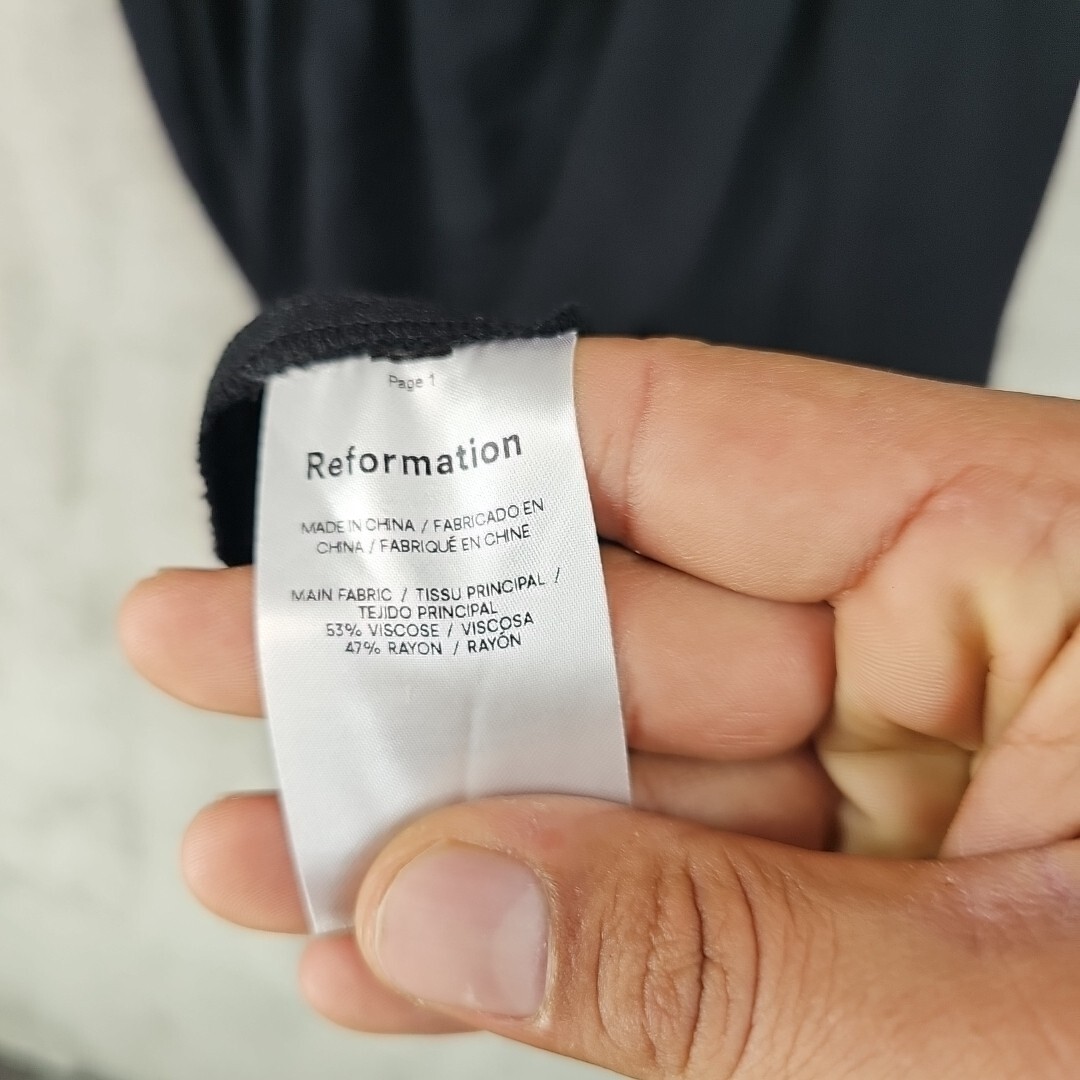 Page 1
Reformation
MADE IN CHINA / FABRICADO EN
CHINA / FABRIQUÉ EN CHINE
MAIN FABRIC / TISSU PRINCIPAL /
TEJIDO PRINCIPAL
53% VISCOSE / VISCOSA
47% RAYON / RAYÓN